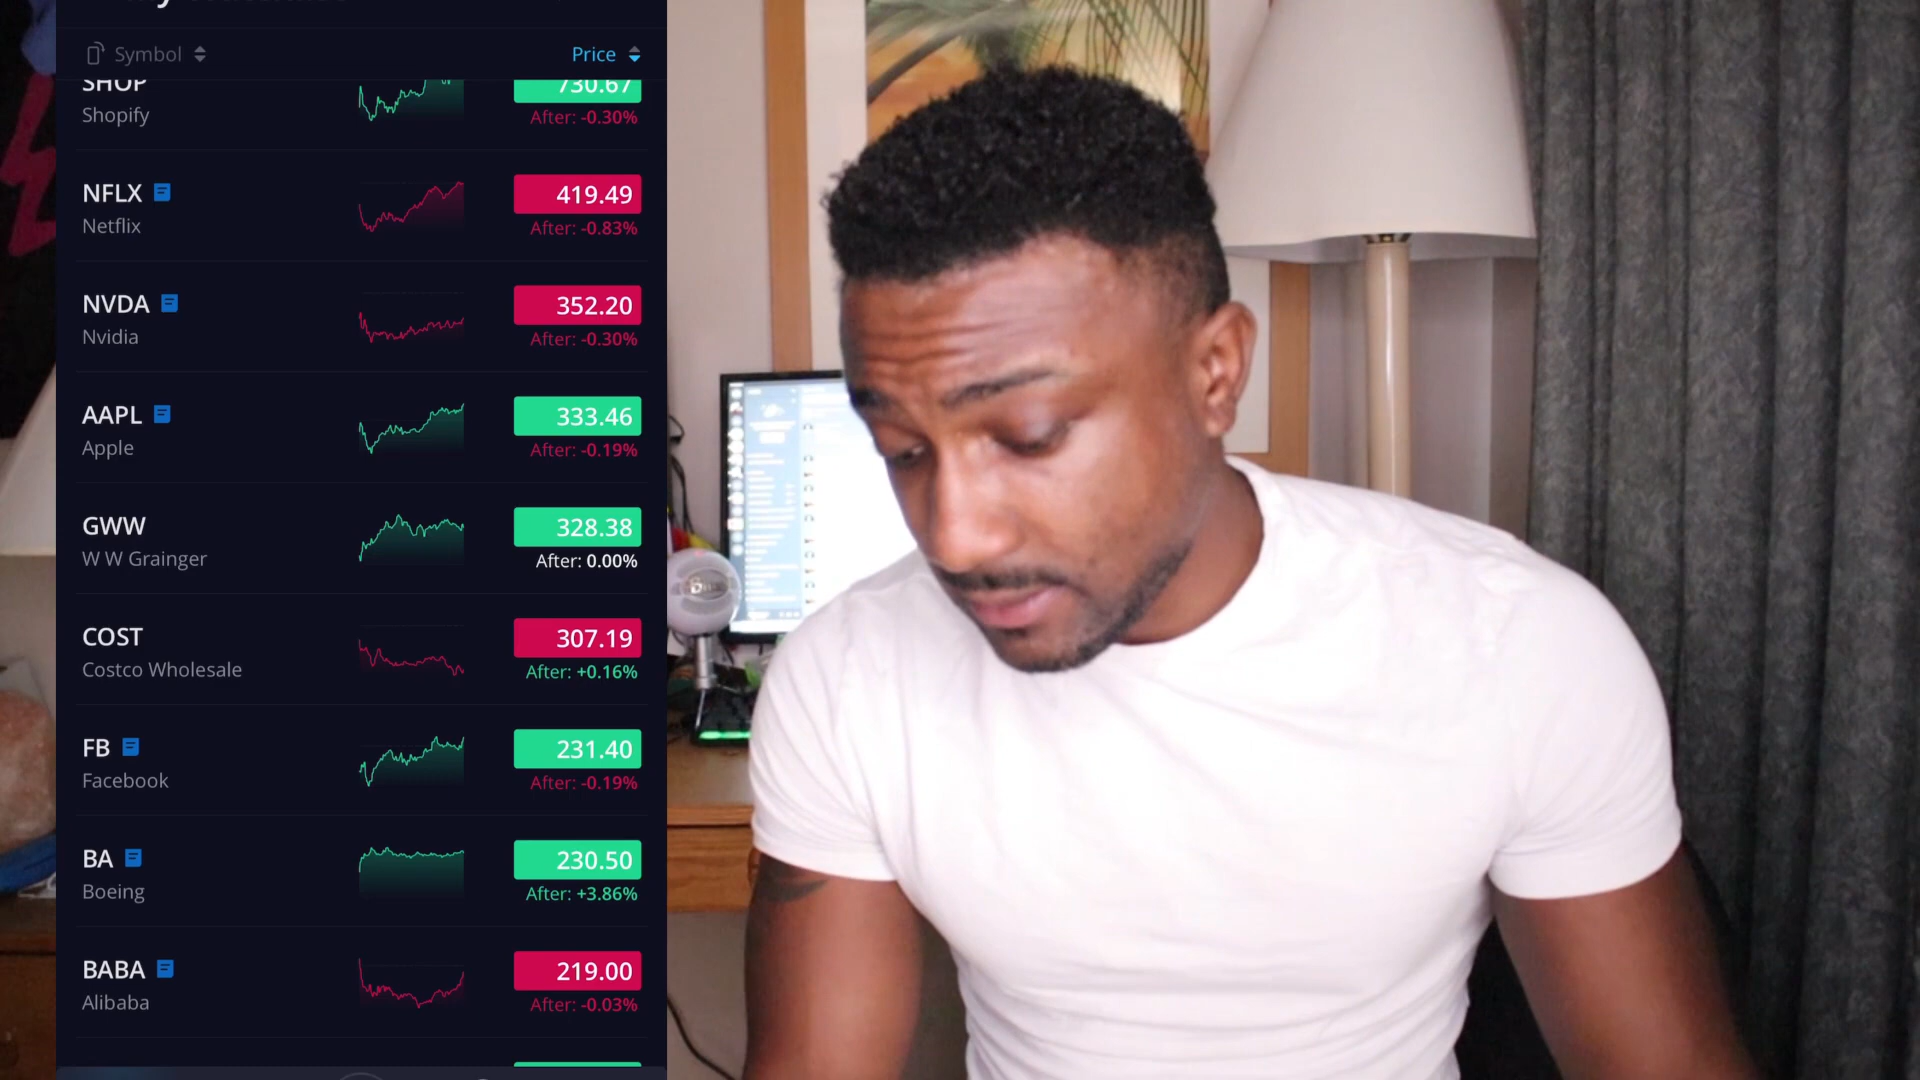 Symbol Price
SHOP 730.67
Shopify After: -0.30%
NFLX 419.49
Netflix After: -0.83%
NVDA 352.20
Nvidia After: -0.30%
AAPL 333.46
Apple After: -0.19%
GWW 328.38
W W Grainger After: 0.00%
COST 307.19
Costco Wholesale After: +0.16%
FB 231.40
Facebook After: -0.19%
BA 230.50
Boeing After: +3.86%
BABA 219.00
Alibaba After: -0.03%